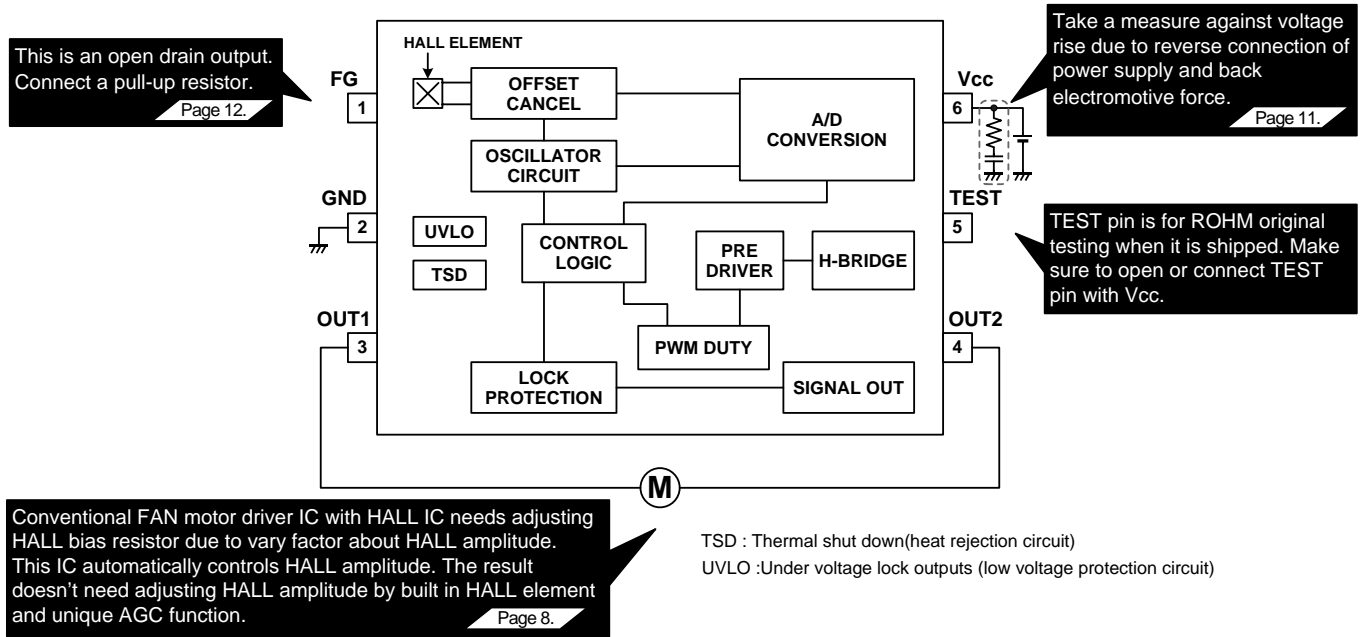 This is an open drain output.
Connect a pull-up resistor.
Page 12.
Take a measure against voltage
rise due to reverse connection of
power supply and back
electromotive force.
Page 11.
HALL ELEMENT
FG
1
OFFSET
CANCEL
A/D
CONVERSION
Vcc
6
OSCILLATOR
CIRCUIT
GND
2
TEST
5
UVLO
TSD
CONTROL
LOGIC
PRE
DRIVER
H-BRIDGE
TEST pin is for ROHM original
testing when it is shipped. Make
sure to open or connect TEST
pin with Vcc.
OUT1
3
PWM DUTY
OUT2
4
LOCK
PROTECTION
SIGNAL OUT
M
Conventional FAN motor driver IC with HALL IC needs adjusting
HALL bias resistor due to vary factor about HALL amplitude.
This IC automatically controls HALL amplitude. The result
doesn't need adjusting HALL amplitude by built in HALL element
and unique AGC function.
Page 8.
TSD : Thermal shut down(heat rejection circuit)
UVLO :Under voltage lock outputs (low voltage protection circuit)